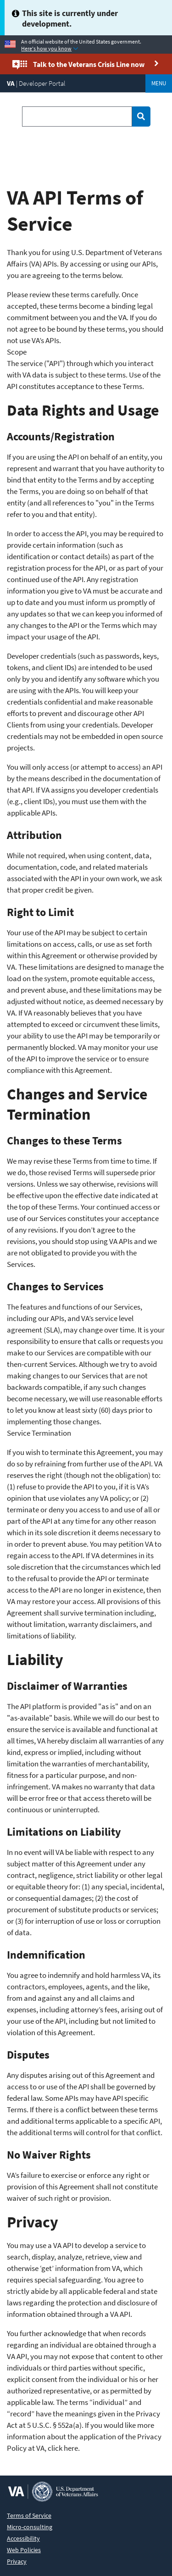 This site is currently under
development.
An official website of the United States government.
Here's how you know
Talk to the Veterans Crisis Line now
VA | Developer Portal
MENU
VA API Terms of
Service
Thank you for using U.S. Department of Veterans
Affairs (VA) APIs. By accessing or using our APIs,
you are agreeing to the terms below.
Please review these terms carefully. Once
accepted, these terms become a binding legal
commitment between you and the VA. If you do
not agree to be bound by these terms, you should
not use VA's APIs.
Scope
The service ("API") through which you interact
with VA data is subject to these terms. Use of the
API constitutes acceptance to these Terms.
Data Rights and Usage
Accounts/Registration
If you are using the API on behalf of an entity, you
represent and warrant that you have authority to
bind that entity to the Terms and by accepting
the Terms, you are doing so on behalf of that
entity (and all references to "you" in the Terms
refer to you and that entity).
In order to access the API, you may be required to
provide certain information (such as
identification or contact details) as part of the
registration process for the API, or as part of your
continued use of the API. Any registration
information you give to VA must be accurate and
up to date and you must inform us promptly of
any updates so that we can keep you informed of
any changes to the API or the Terms which may
impact your usage of the API.
Developer credentials (such as passwords, keys,
tokens, and client IDs) are intended to be used
only by you and identify any software which you
are using with the APIs. You will keep your
credentials confidential and make reasonable
efforts to prevent and discourage other API
Clients from using your credentials. Developer
credentials may not be embedded in open source
projects.
You will only access (or attempt to access) an API
by the means described in the documentation of
that API. If VA assigns you developer credentials
(e.g., client IDs), you must use them with the
applicable APIs.
Attribution
While not required, when using content, data,
documentation, code, and related materials
associated with the API in your own work, we ask
that proper credit be given.
Right to Limit
Your use of the API may be subject to certain
limitations on access, calls, or use as set forth
within this Agreement or otherwise provided by
VA. These limitations are designed to manage the
load on the system, promote equitable access,
and prevent abuse, and these limitations may be
adjusted without notice, as deemed necessary by
VA. If VA reasonably believes that you have
attempted to exceed or circumvent these limits,
your ability to use the API may be temporarily or
permanently blocked. VA may monitor your use
of the API to improve the service or to ensure
compliance with this Agreement.
Changes and Service
Termination
Changes to these Terms
We may revise these Terms from time to time. If
we do, those revised Terms will supersede prior
versions. Unless we say otherwise, revisions will
be effective upon the effective date indicated at
the top of these Terms. Your continued access or
use of our Services constitutes your acceptance
of any revisions. If you don't agree to the
revisions, you should stop using VA APIs and we
are not obligated to provide you with the
Services.
Changes to Services
The features and functions of our Services,
including our APIs, and VA's service level
agreement (SLA), may change over time. It is your
responsibility to ensure that calls or requests you
make to our Services are compatible with our
then-current Services. Although we try to avoid
making changes to our Services that are not
backwards compatible, if any such changes
become necessary, we will use reasonable efforts
to let you know at least sixty (60) days prior to
implementing those changes.
Service Termination
If you wish to terminate this Agreement, you may
do so by refraining from further use of the API. VA
reserves the right (though not the obligation) to:
(1) refuse to provide the API to you, if it is VA's
opinion that use violates any VA policy; or (2)
terminate or deny you access to and use of all or
part of the API at any time for any other reason
which in its sole discretion it deems necessary to
in order to prevent abuse. You may petition VA to
regain access to the API. If VA determines in its
sole discretion that the circumstances which led
to the refusal to provide the API or terminate
access to the API are no longer in existence, then
VA may restore your access. All provisions of this
Agreement shall survive termination including,
without limitation, warranty disclaimers, and
limitations of liability.
Liability
Disclaimer of Warranties
The API platform is provided "as is" and on an
"as-available" basis. While we will do our best to
ensure the service is available and functional at
all times, VA hereby disclaim all warranties of any
kind, express or implied, including without
limitation the warranties of merchantability,
fitness for a particular purpose, and non-
infringement. VA makes no warranty that data
will be error free or that access thereto will be
continuous or uninterrupted.
Limitations on Liability
In no event will VA be liable with respect to any
subject matter of this Agreement under any
contract, negligence, strict liability or other legal
or equitable theory for: (1) any special, incidental,
or consequential damages; (2) the cost of
procurement of substitute products or services;
or (3) for interruption of use or loss or corruption
of data.
Indemnification
You agree to indemnify and hold harmless VA, its
contractors, employees, agents, and the like,
from and against any and all claims and
expenses, including attorney's fees, arising out of
your use of the API, including but not limited to
violation of this Agreement.
Disputes
Any disputes arising out of this Agreement and
access to or use of the API shall be governed by
federal law. Some APIs may have API specific
Terms. If there is a conflict between these terms
and additional terms applicable to a specific API,
the additional terms will control for that conflict.
No Waiver Rights
VA's failure to exercise or enforce any right or
provision of this Agreement shall not constitute
waiver of such right or provision.
Privacy
You may use a VA API to develop a service to
search, display, analyze, retrieve, view and
otherwise 'get' information from VA, which
requires special safeguarding. You agree to
strictly abide by all applicable federal and state
laws regarding the protection and disclosure of
information obtained through a VA API.
You further acknowledge that when records
regarding an individual are obtained through a
VA API, you may not expose that content to other
individuals or third parties without specific,
explicit consent from the individual or his or her
authorized representative, or as permitted by
applicable law. The terms "individual" and
"record" have the meanings given in the Privacy
Act at 5 U.S.C. § 552a(a). If you would like more
information about the protection of the Privacy
Policy at VA, click here.
VA
U.S. Department
of Veterans Affairs
Terms of Service
Micro-consulting
Accessibility
Web Policies
Privacy